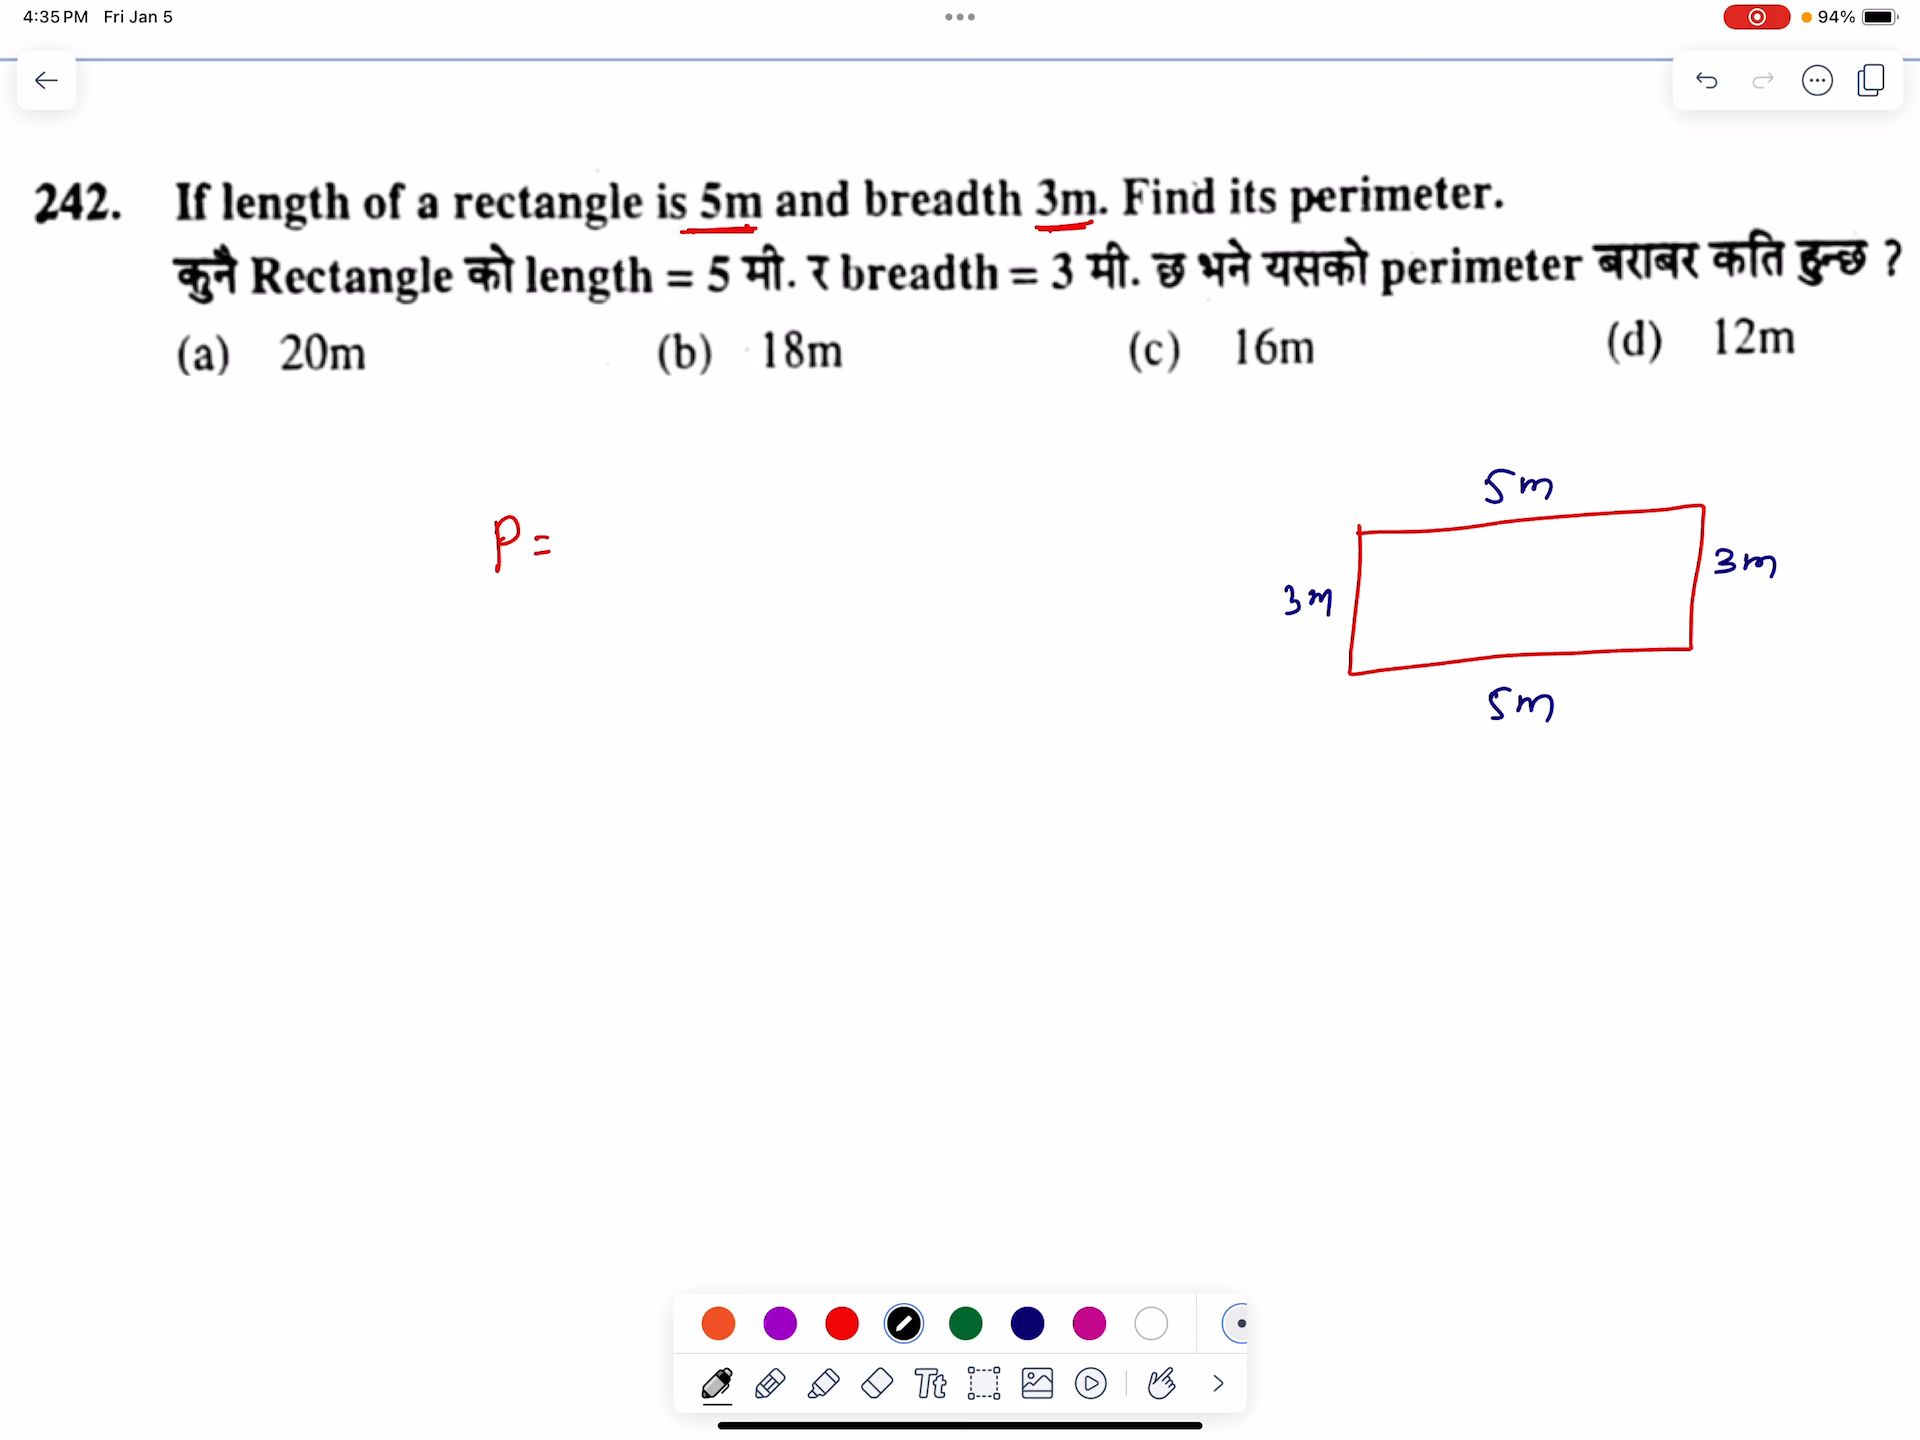 4:35 PM Fri Jan 5
94%
242. If length of a rectangle is 5m and breadth 3m. Find its perimeter.
कुनै Rectangle को length = 5 मी. र breadth = 3 मी. छ भने यसको perimeter बराबर कति हुन्छ ?
(a) 20m (b) 18m (c) 16m (d) 12m
5m
P =
3m
3m
5m
Tt